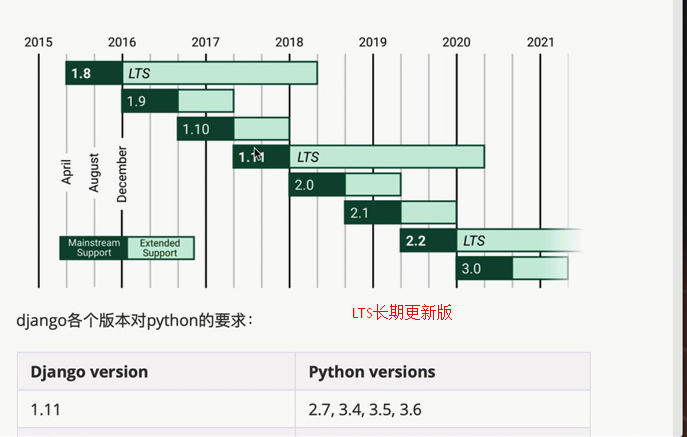 2015 2016 2017 2018 2019 2020 2021
1.8 LTS
1.9
1.10
1.11 LTS
April
August
December
2.0
2.1
2.2 LTS
Mainstream Support
Extended Support
3.0
LTS长期更新版
django各个版本对python的要求：
Django version Python versions
1.11 2.7, 3.4, 3.5, 3.6